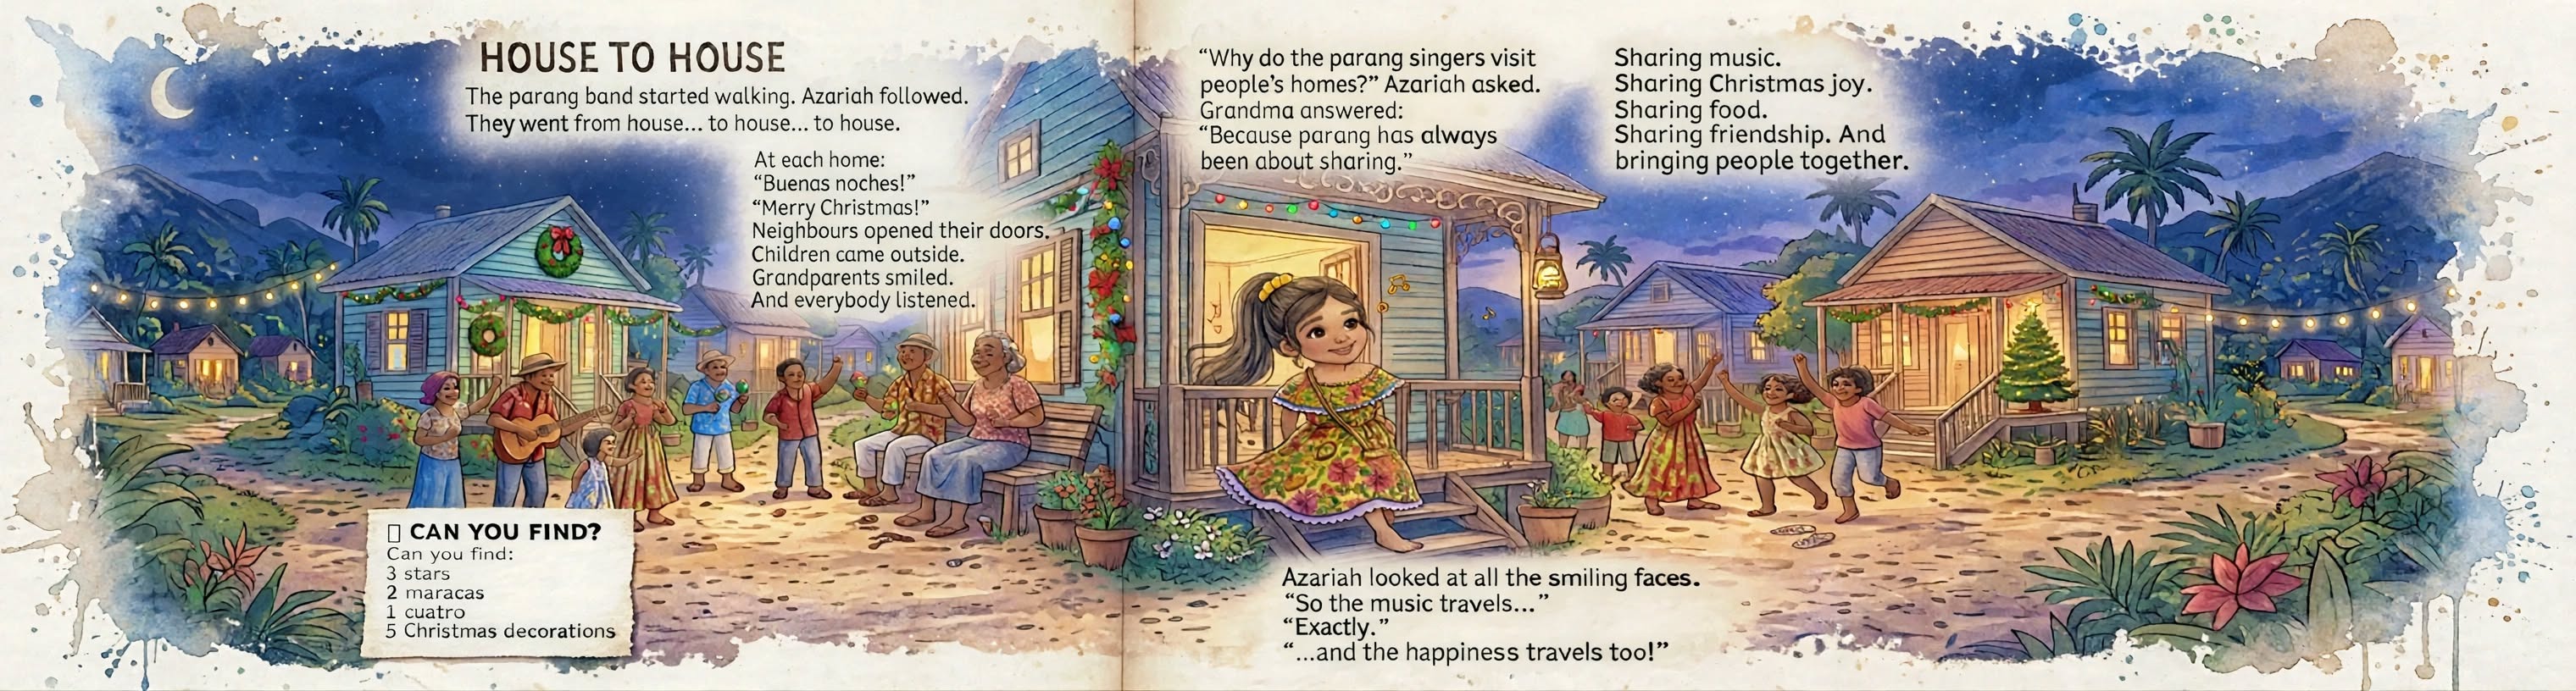 HOUSE TO HOUSE
The parang band started walking. Azariah followed.
They went from house... to house... to house.
At each home:
“Buenas noches!”
“Merry Christmas!”
Neighbours opened their doors.
Children came outside.
Grandparents smiled.
And everybody listened.
CAN YOU FIND?
Can you find:
3 stars
2 maracas
1 cuatro
5 Christmas decorations
“Why do the parang singers visit
people’s homes?” Azariah asked.
Grandma answered:
“Because parang has always
been about sharing.”
Sharing music.
Sharing Christmas joy.
Sharing food.
Sharing friendship. And
bringing people together.
Azariah looked at all the smiling faces.
“So the music travels...”
“Exactly.”
“...and the happiness travels too!”